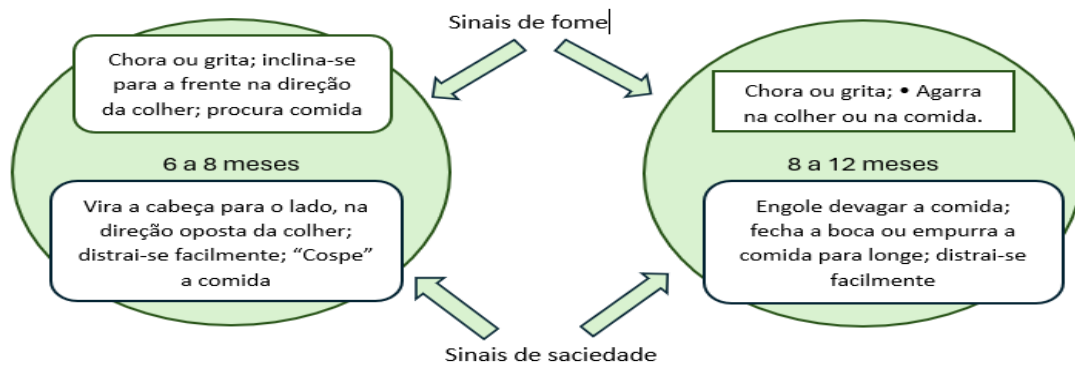 Sinais de fome
Chora ou grita; inclina-se
para a frente na direção
da colher; procura comida
6 a 8 meses
Vira a cabeça para o lado, na
direção oposta da colher;
distrai-se facilmente; “Cospe”
a comida
Chora ou grita; • Agarra
na colher ou na comida.
8 a 12 meses
Engole devagar a comida;
fecha a boca ou empurra a
comida para longe; distrai-se
facilmente
Sinais de saciedade